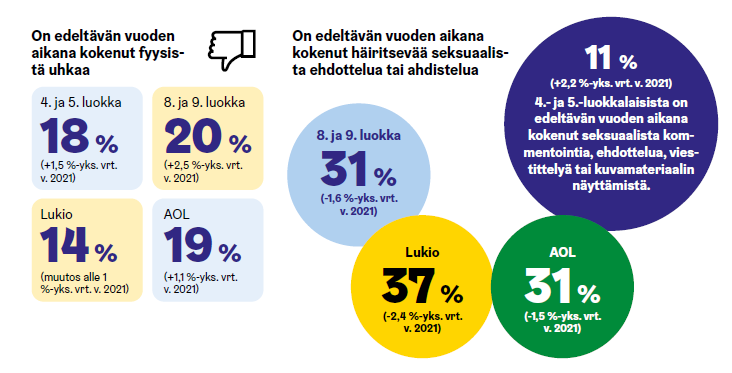 On edeltävän vuoden
aikana kokenut fyysis-
tä uhkaa
4. ja 5. luokka
18 %
(+1,5 %-yks. vrt.
v. 2021)
8. ja 9. luokka
20 %
(+2,5 %-yks. vrt.
v. 2021)
Lukio
14 %
(muutos alle 1
%-yks. vrt. v. 2021)
AOL
19 %
(+1,1 %-yks. vrt.
v. 2021)
On edeltävän vuoden aikana
kokenut häiritsevää seksuaalis-
ta ehdottelua tai ahdistelua
8. ja 9. luokka
31 %
(-1,6 %-yks. vrt.
v. 2021)
Lukio
37 %
(-2,4 %-yks. vrt.
v. 2021)
AOL
31 %
(-1,5 %-yks. vrt.
v. 2021)
11 %
(+2,2 %-yks. vrt. v. 2021)
4.- ja 5.-luokkalaisista on
edeltävän vuoden aikana
kokenut seksuaalista kom-
mentointia, ehdottelua, vies-
tittelyä tai kuvamateriaalin
näyttämistä.